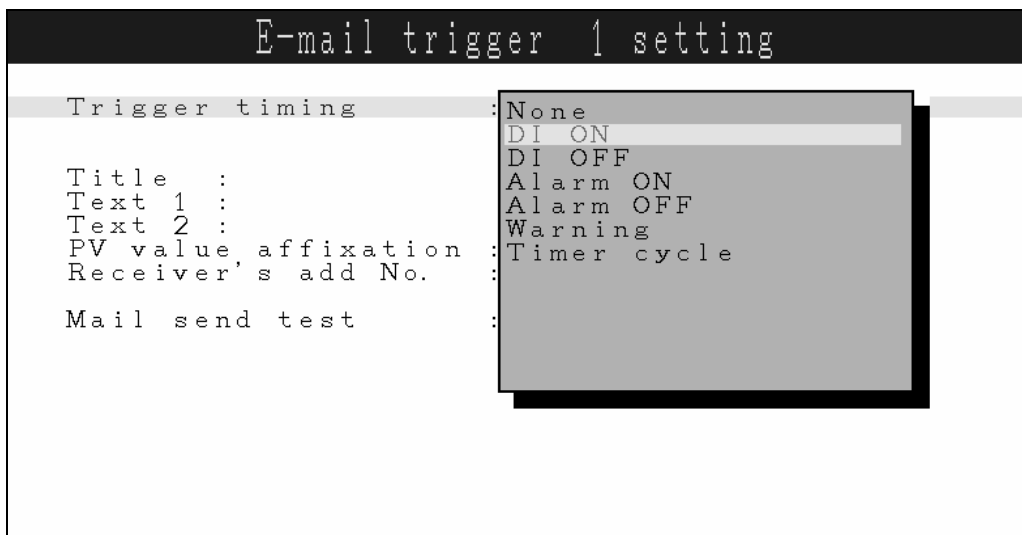 E-mail trigger 1 setting
Trigger timing :
None
DI ON
DI OFF
Alarm ON
Alarm OFF
Warning
Timer cycle
Title :
Text 1 :
Text 2 :
PV value affixation :
Receiver's add No. :
Mail send test :